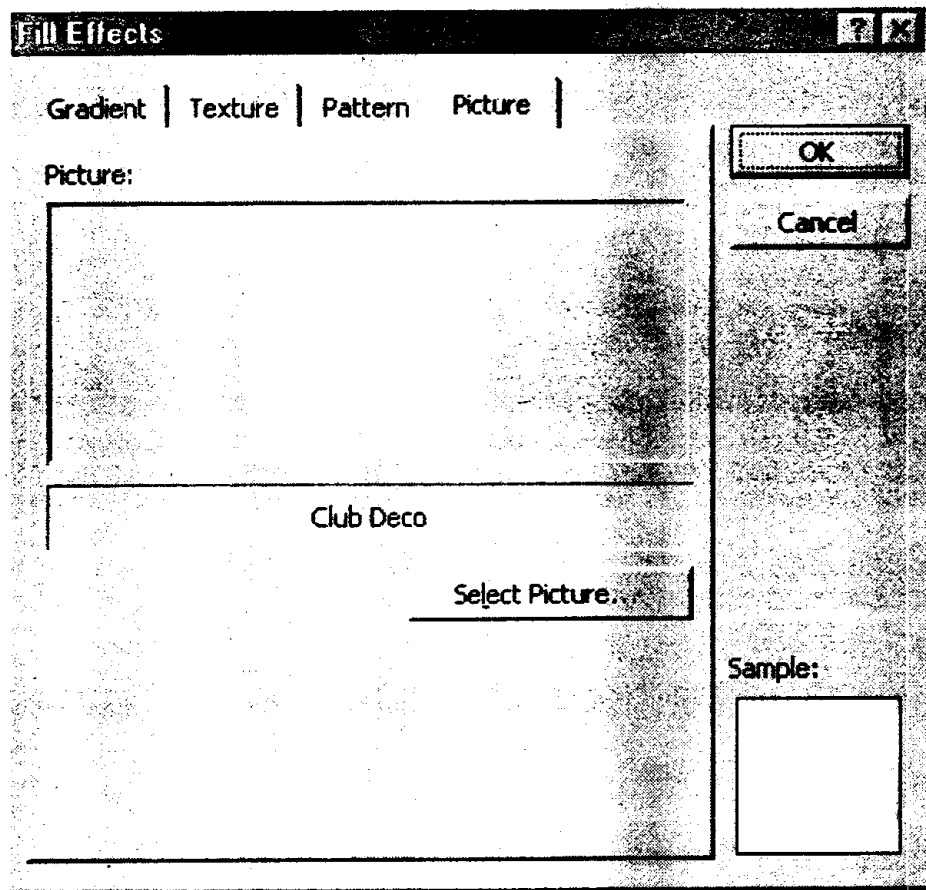 Fill Effects
Gradient Texture Pattern Picture
Picture:
OK
Cancel
Club Deco
Select Picture...
Sample: